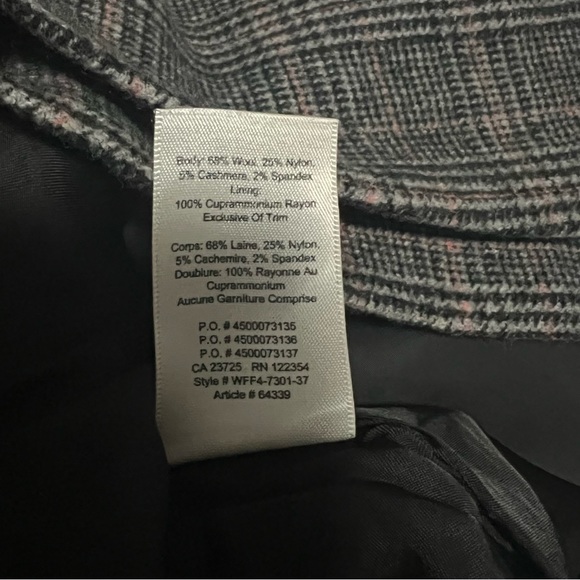 Body: 68% Wool, 25% Nylon,
5% Cashmere, 2% Spandex
Lining:
100% Cuprammonium Rayon
Exclusive Of Trim
Corps: 68% Laine, 25% Nylon,
5% Cachemire, 2% Spandex
Doublure: 100% Rayonne Au
Cuprammonium
Aucune Garniture Comprise
P.O. # 4500073135
P.O. # 4500073136
P.O. # 4500073137
CA 23725 RN 122354
Style # WFF4-7301-37
Article # 64339